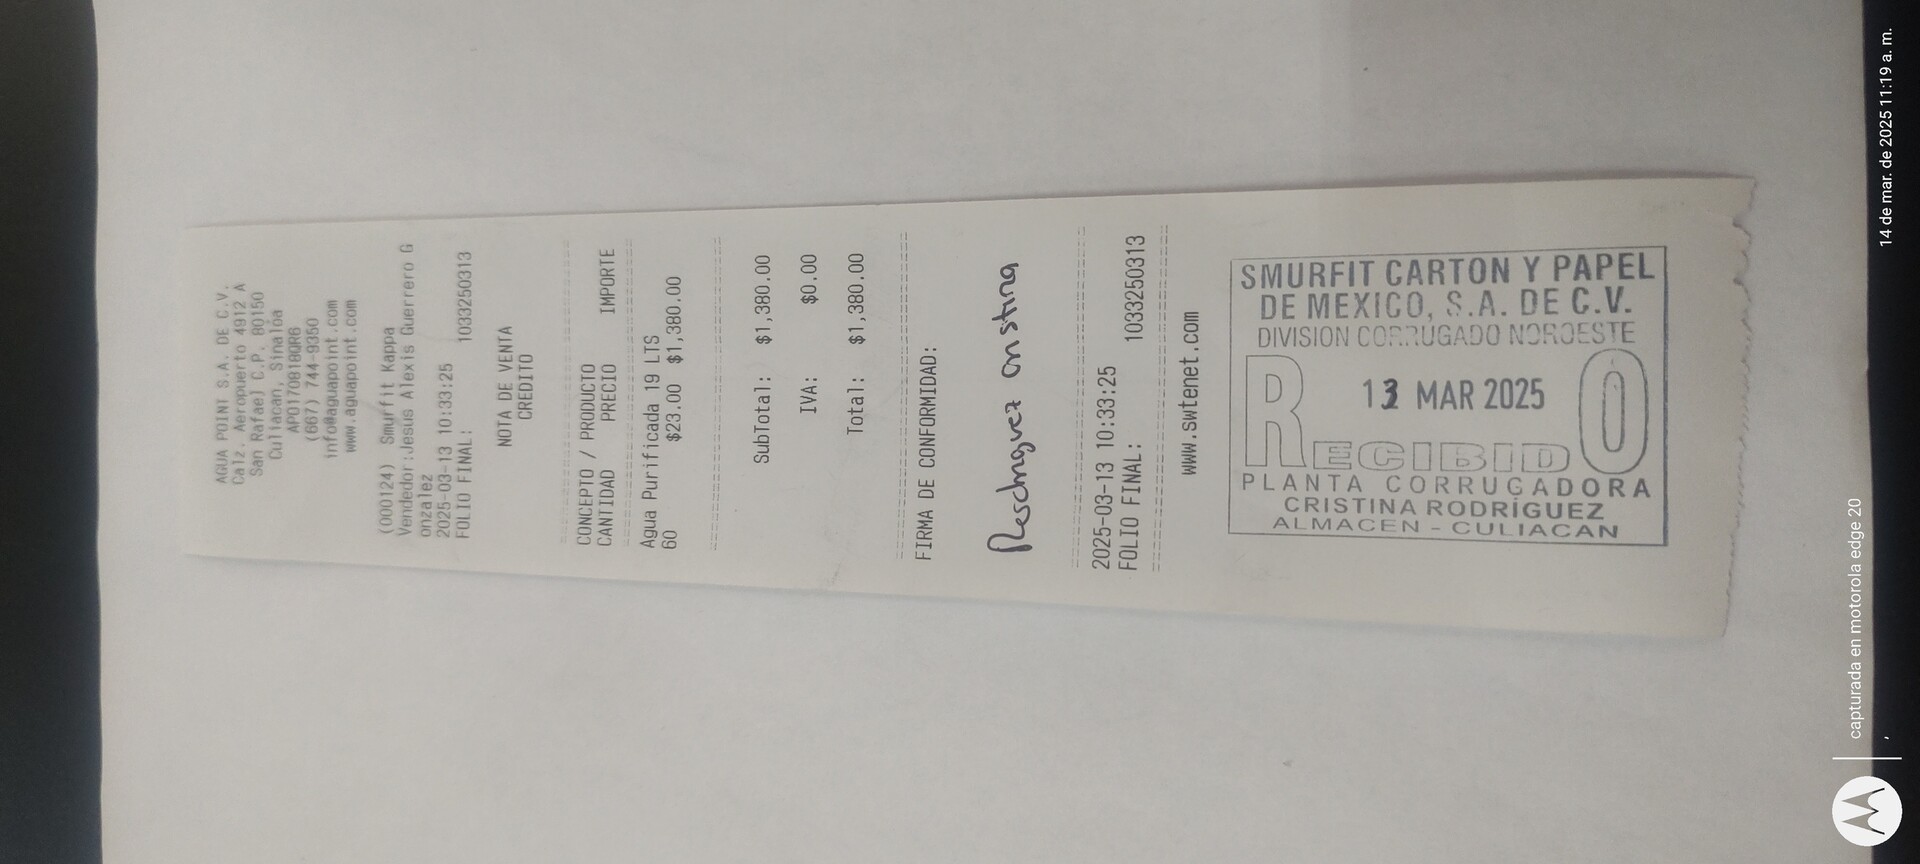 AGUA POINT S.A. DE C.V.
Calz. Aeropuerto 4912 A
San Rafael C.P. 80150
Culiacan, Sinaloa
APO170818QR6
(667) 744-9350
info@aguapoint.com
www.aguapoint.com
(000124) Smurfit Kappa
Vendedor:Jesus Alexis Guerrero G
onzalez
2025-03-13 10:33:25
FOLIO FINAL: 1033250313
NOTA DE VENTA
CREDITO
CONCEPTO / PRODUCTO
CANTIDAD PRECIO IMPORTE
Agua Purificada 19 LTS
60 $23.00 $1,380.00
SubTotal: $1,380.00
IVA: $0.00
Total: $1,380.00
FIRMA DE CONFORMIDAD:
2025-03-13 10:33:25
FOLIO FINAL: 1033250313
www.swtenet.com
SMURFIT CARTON Y PAPEL
DE MEXICO, S.A. DE C.V.
DIVISION CORRUGADO NOROESTE
13 MAR 2025
RECIBIDO
PLANTA CORRUGADORA
CRISTINA RODRÍGUEZ
ALMACEN - CULIACAN
capturada en motorola edge 20
14 de mar. de 2025 11:19 a. m.